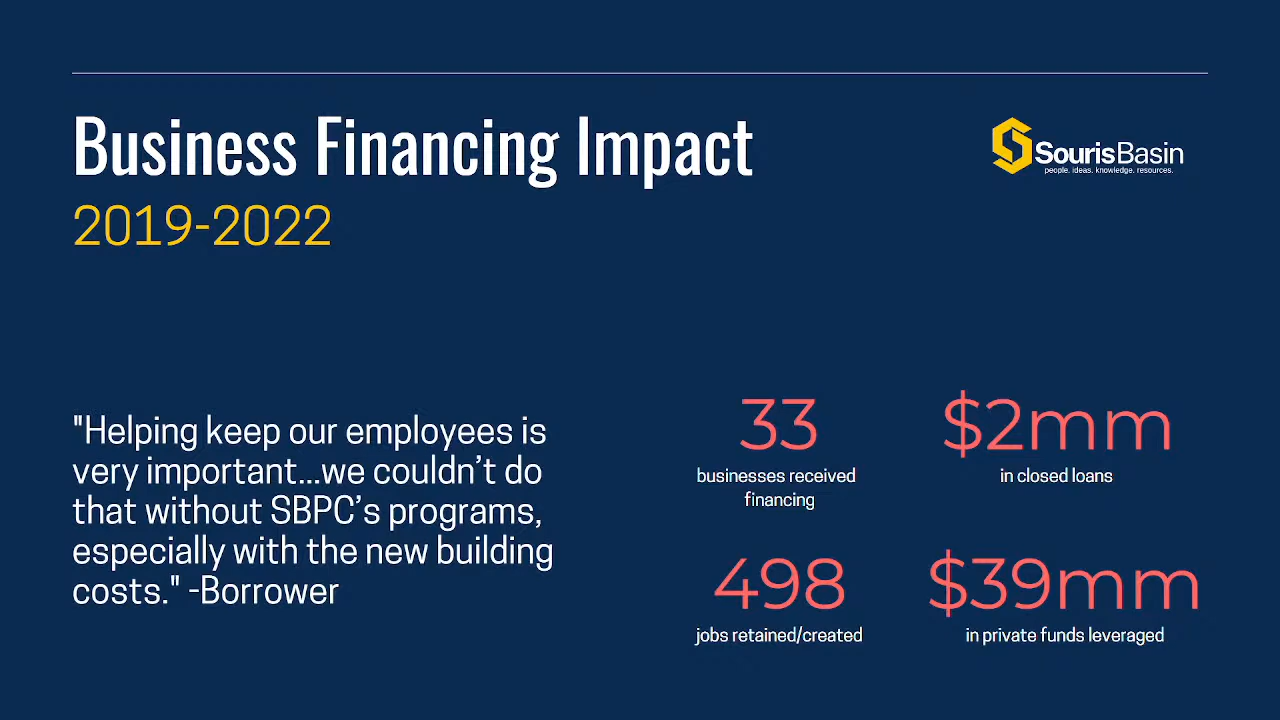 Business Financing Impact
2019-2022
SourisBasin
people. ideas. knowledge. resources.
"Helping keep our employees is
very important...we couldn’t do
that without SBPC’s programs,
especially with the new building
costs." -Borrower
33
businesses received
financing
$2mm
in closed loans
498
jobs retained/created
$39mm
in private funds leveraged